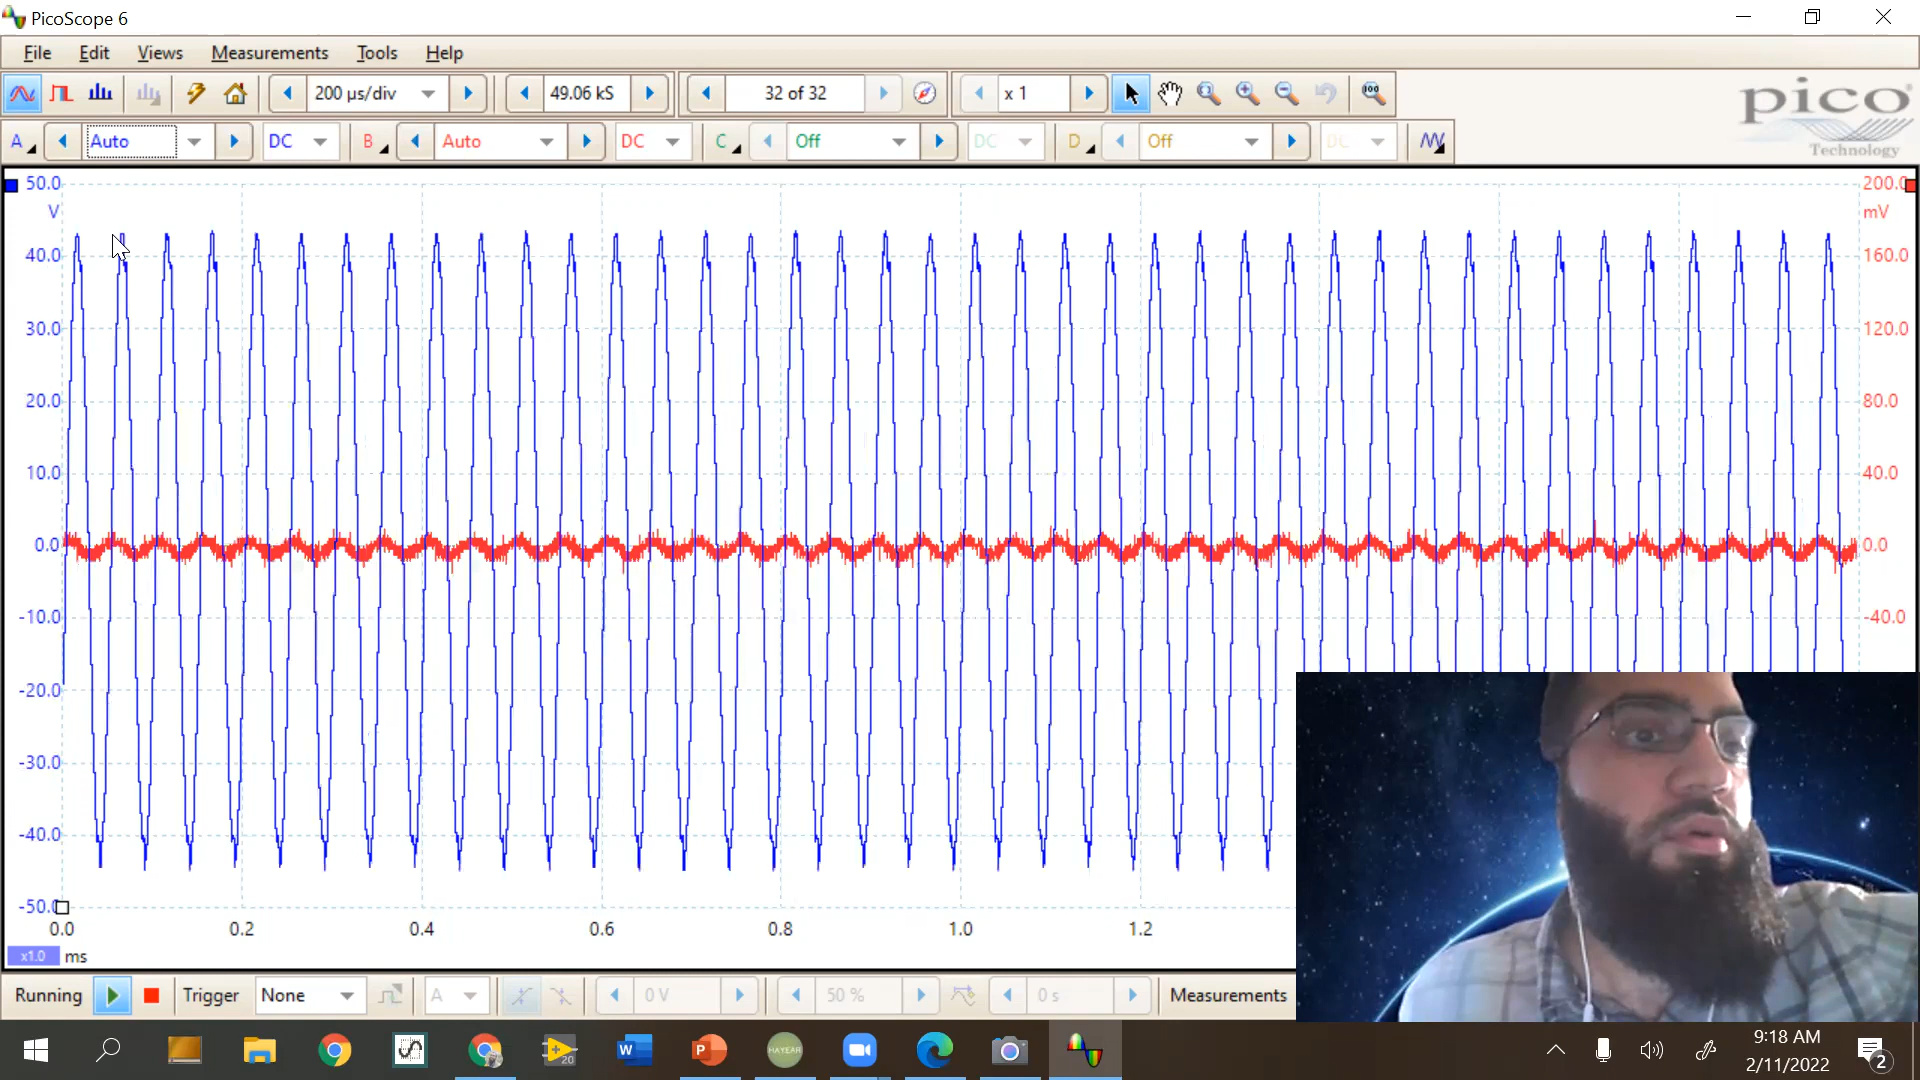 PicoScope 6
File Edit Views Measurements Tools Help
200 µs/div 49.06 kS 32 of 32 x 1
pico
Technology
A Auto DC B Auto DC C Off DC D Off DC
50.0 200.0
V mV
40.0 160.0
30.0 120.0
20.0 80.0
10.0 40.0
0.0 0.0
-10.0 -40.0
-20.0
-30.0
-40.0
-50.0
0.0 0.2 0.4 0.6 0.8 1.0 1.2
x1.0 ms
Running Trigger None A 0 V 50 % 0 s Measurements
20 W P HAYEAR
9:18 AM
2/11/2022
2